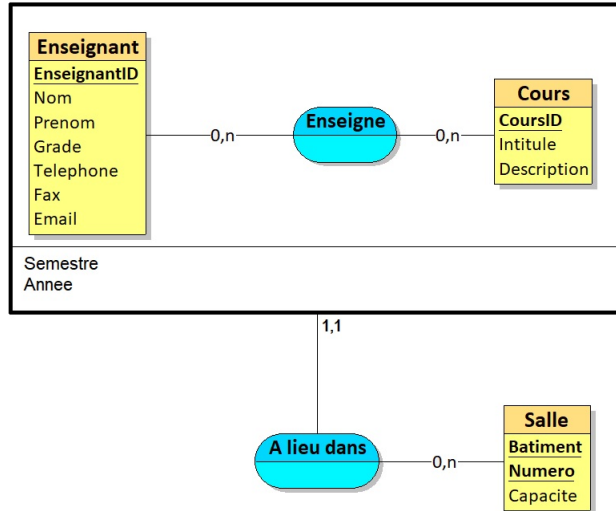 Enseignant
EnseignantID
Nom
Prenom
Grade
Telephone
Fax
Email
0,n
Enseigne
0,n
Cours
CoursID
Intitule
Description
Semestre
Annee
1,1
A lieu dans
0,n
Salle
Batiment
Numero
Capacite